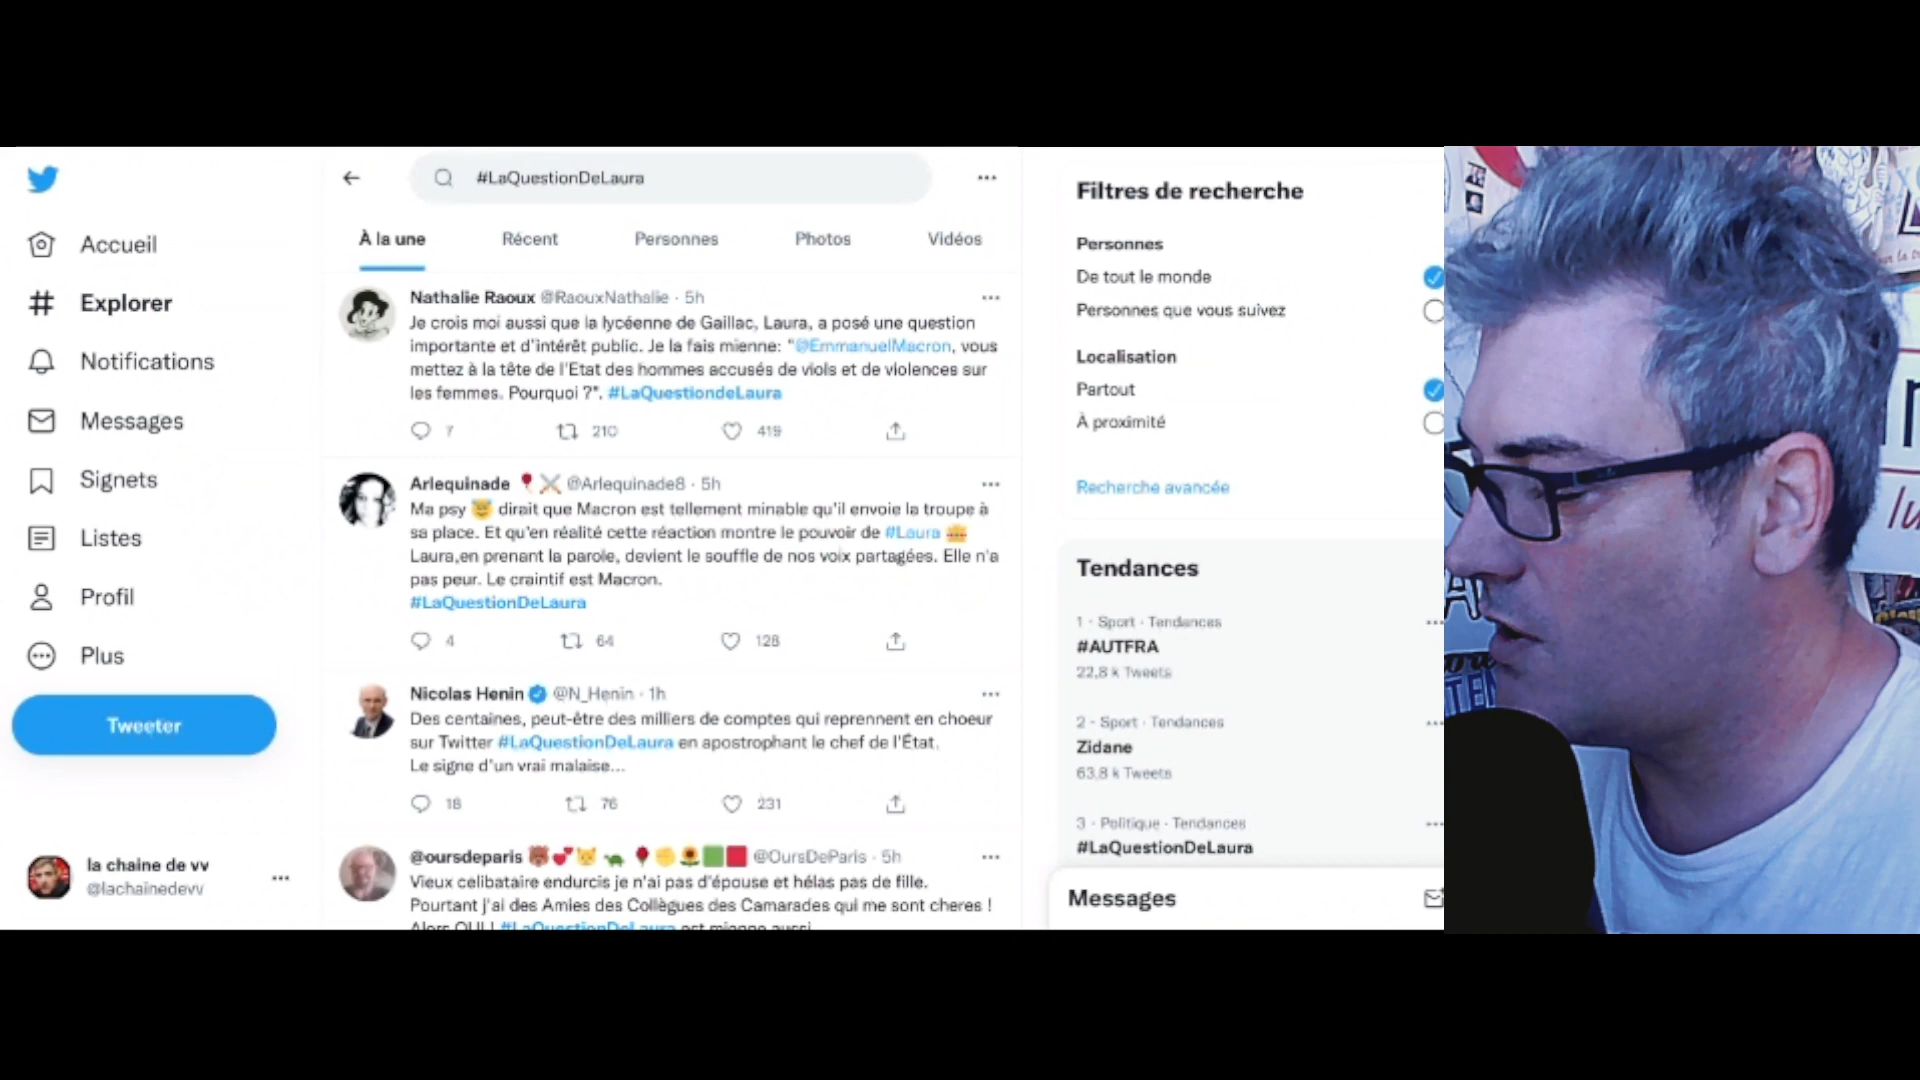 #LaQuestionDeLaura
À la une
Récent
Personnes
Photos
Vidéos
Accueil
Explorer
Notifications
Messages
Signets
Listes
Profil
Plus
Tweeter
la chaine de vv
@lachainedevv
Nathalie Raoux @RaouxNathalie · 5h
Je crois moi aussi que la lycéenne de Gaillac, Laura, a posé une question
importante et d'intérêt public. Je la fais mienne: "@EmmanuelMacron, vous
mettez à la tête de l'Etat des hommes accusés de viols et de violences sur
les femmes. Pourquoi ?". #LaQuestiondeLaura
7 210 419
Arlequinade @Arlequinade8 · 5h
Ma psy dirait que Macron est tellement minable qu'il envoie la troupe à
sa place. Et qu'en réalité cette réaction montre le pouvoir de #Laura
Laura,en prenant la parole, devient le souffle de nos voix partagées. Elle n'a
pas peur. Le craintif est Macron.
#LaQuestionDeLaura
4 64 128
Nicolas Henin @N_Henin · 1h
Des centaines, peut-être des milliers de comptes qui reprennent en choeur
sur Twitter #LaQuestionDeLaura en apostrophant le chef de l'État.
Le signe d'un vrai malaise...
18 76 231
@oursdeparis @OursDeParis · 5h
Vieux celibataire endurcis je n'ai pas d'épouse et hélas pas de fille.
Pourtant j'ai des Amies des Collègues des Camarades qui me sont cheres !
Alors OUI ! #LaQuestionDeLaura est mienne aussi
Filtres de recherche
Personnes
De tout le monde
Personnes que vous suivez
Localisation
Partout
À proximité
Recherche avancée
Tendances
1 · Sport · Tendances
#AUTFRA
22,8 k Tweets
2 · Sport · Tendances
Zidane
63,8 k Tweets
3 · Politique · Tendances
#LaQuestionDeLaura
Messages